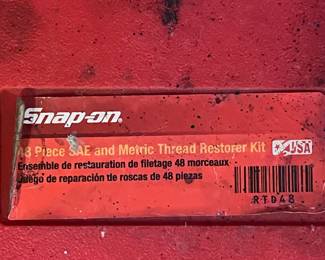 Snap-on
48 Piece SAE and Metric Thread Restorer Kit
USA
Ensemble de restauration de filetage 48 morceaux
Juego de reparación de roscas de 48 piezas
RTD48